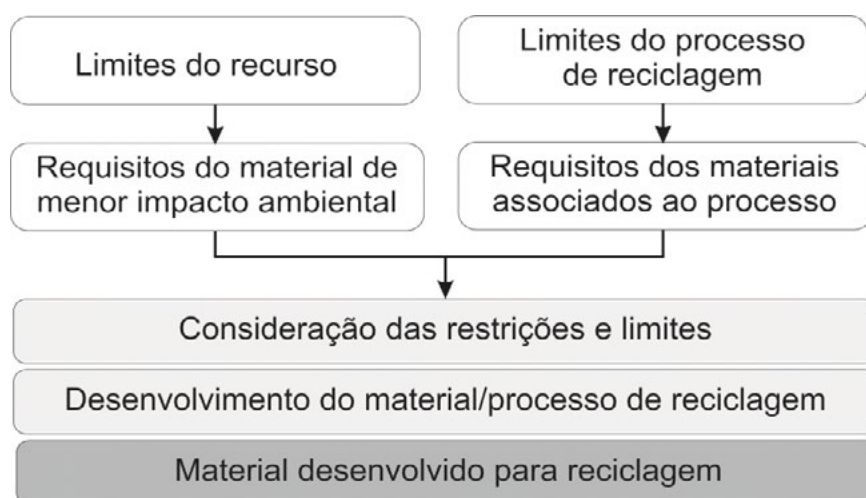 Limites do recurso
Limites do processo
de reciclagem
Requisitos do material de
menor impacto ambiental
Requisitos dos materiais
associados ao processo
Consideração das restrições e limites
Desenvolvimento do material/processo de reciclagem
Material desenvolvido para reciclagem